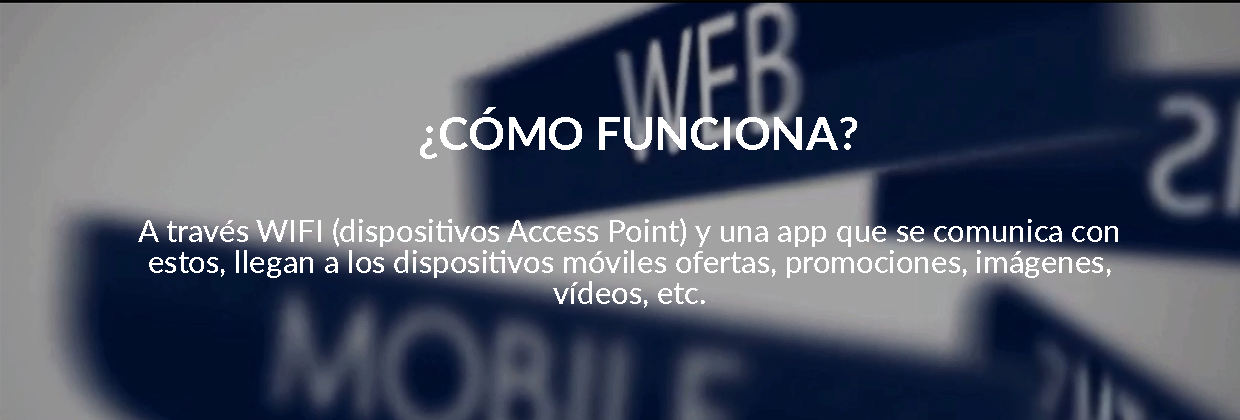 WEB
¿CÓMO FUNCIONA?
A través WIFI (dispositivos Access Point) y una app que se comunica con
estos, llegan a los dispositivos móviles ofertas, promociones, imágenes,
vídeos, etc.
MOBILE